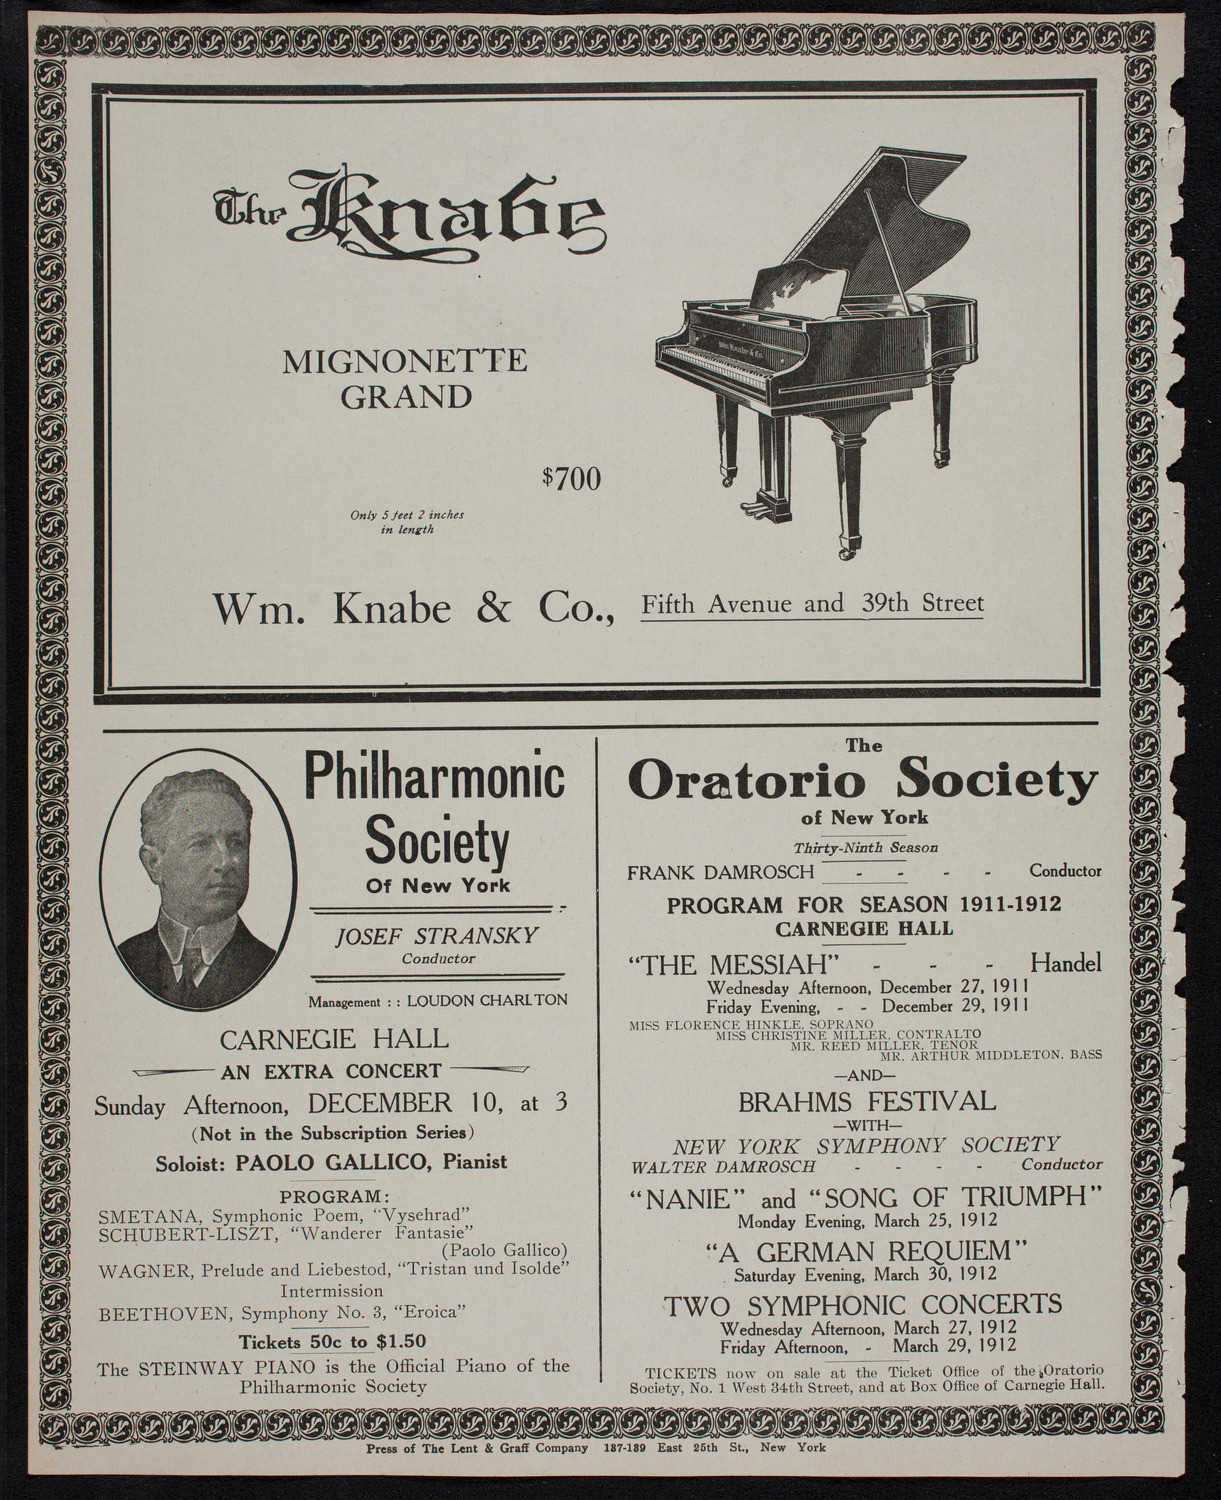 The Knabe
MIGNONETTE
GRAND
$700
Only 5 feet 2 inches
in length
Wm. Knabe & Co.
Wm. Knabe & Co., Fifth Avenue and 39th Street
Philharmonic
Society
Of New York
JOSEF STRANSKY
Conductor
Management : : LOUDON CHARLTON
CARNEGIE HALL
AN EXTRA CONCERT
Sunday Afternoon, DECEMBER 10, at 3
(Not in the Subscription Series)
Soloist: PAOLO GALLICO, Pianist
PROGRAM:
SMETANA, Symphonic Poem, "Vysehrad"
SCHUBERT-LISZT, "Wanderer Fantasie"
(Paolo Gallico)
WAGNER, Prelude and Liebestod, "Tristan und Isolde"
Intermission
BEETHOVEN, Symphony No. 3, "Eroica"
Tickets 50c to $1.50
The STEINWAY PIANO is the Official Piano of the
Philharmonic Society
The
Oratorio Society
of New York
Thirty-Ninth Season
FRANK DAMROSCH - - - - Conductor
PROGRAM FOR SEASON 1911-1912
CARNEGIE HALL
"THE MESSIAH" - - - Handel
Wednesday Afternoon, December 27, 1911
Friday Evening, - - December 29, 1911
MISS FLORENCE HINKLE, SOPRANO
MISS CHRISTINE MILLER, CONTRALTO
MR. REED MILLER, TENOR
MR. ARTHUR MIDDLETON, BASS
—AND—
BRAHMS FESTIVAL
—WITH—
NEW YORK SYMPHONY SOCIETY
WALTER DAMROSCH - - - - Conductor
"NANIE" and "SONG OF TRIUMPH"
Monday Evening, March 25, 1912
"A GERMAN REQUIEM"
Saturday Evening, March 30, 1912
TWO SYMPHONIC CONCERTS
Wednesday Afternoon, March 27, 1912
Friday Afternoon, - March 29, 1912
TICKETS now on sale at the Ticket Office of the Oratorio
Society, No. 1 West 34th Street, and at Box Office of Carnegie Hall.
Press of The Lent & Graff Company 137-139 East 25th St., New York